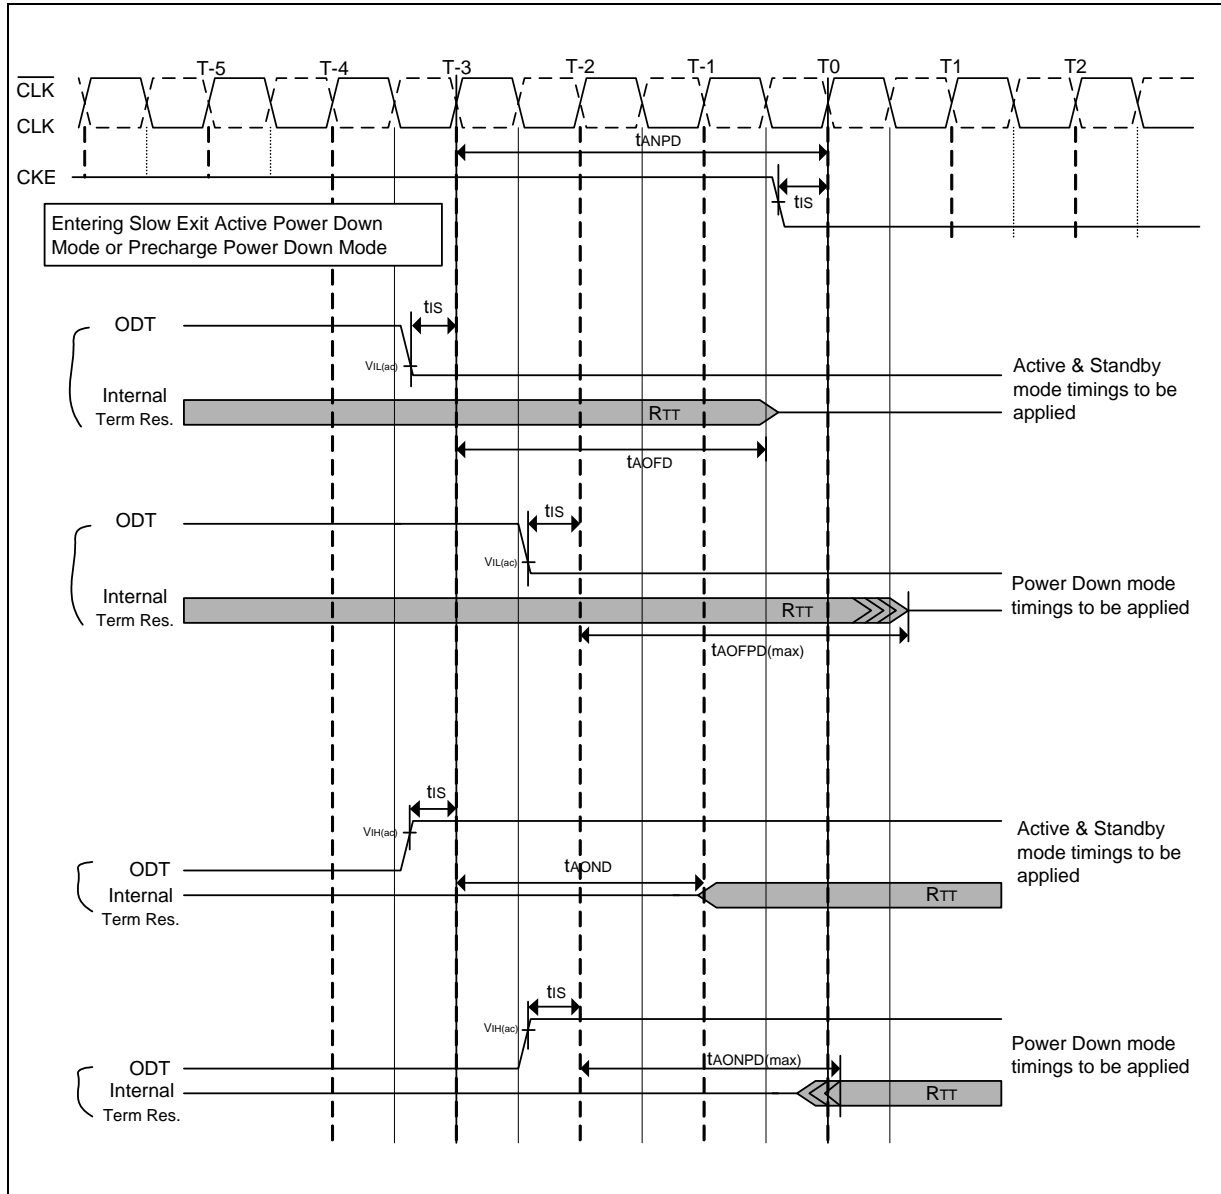 T-5 T-4 T-3 T-2 T-1 T0 T1 T2
CLK
CLK
tANPD
CKE
tIS
Entering Slow Exit Active Power Down
Mode or Precharge Power Down Mode
tIS
ODT
VIL(ac)
Active & Standby
mode timings to be
applied
Internal
Term Res.
RTT
tAOFD
ODT
tIS
VIL(ac)
Power Down mode
timings to be applied
Internal
Term Res.
RTT
tAOFPD(max)
tIS
VIH(ac)
Active & Standby
mode timings to be
applied
ODT
tAOND
Internal
Term Res.
RTT
tIS
VIH(ac)
Power Down mode
timings to be applied
ODT
tAONPD(max)
Internal
Term Res.
RTT